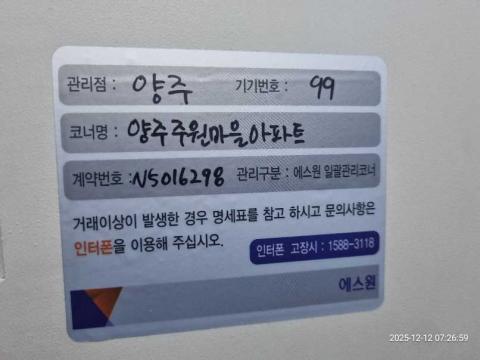 관리점 : 양주 기기번호 : 99
코너명 : 양주주원마을아파트
계약번호 : NS016298 관리구분 : 에스원 일괄관리코너
거래이상이 발생한 경우 명세표를 참고 하시고 문의사항은
인터폰을 이용해 주십시오.
인터폰 고장시 : 1588-3118
에스원
2025-12-12 07:26:59